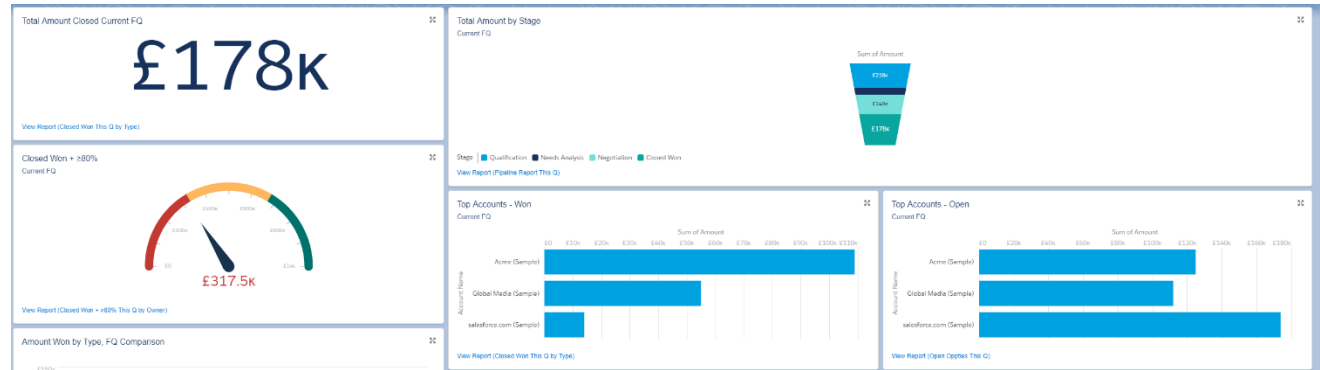 Total Amount Closed Current FQ
£178K
View Report (Closed Won This Q by Type)
Closed Won + ≥80%
Current FQ
£0
£200k
£400k
£600k
£800k
£1M
£317.5K
View Report (Closed Won + >80% This Q by Owner)
Amount Won by Type, FQ Comparison
Total Amount by Stage
Current FQ
Sum of Amount
£140k
£178k
Stage Qualification Needs Analysis Negotiation Closed Won
View Report (Pipeline Report This Q)
Top Accounts - Won
Current FQ
Sum of Amount
£0 £10k £20k £30k £40k £50k £60k £70k £80k £90k £100k £110k
Account Name
Acme (Sample)
Global Media (Sample)
salesforce.com (Sample)
View Report (Closed Won This Q by Type)
Top Accounts - Open
Current FQ
Sum of Amount
£0 £20k £40k £60k £80k £100k £120k £140k £160k £180k
Account Name
Acme (Sample)
Global Media (Sample)
salesforce.com (Sample)
View Report (Open Oppties This Q)